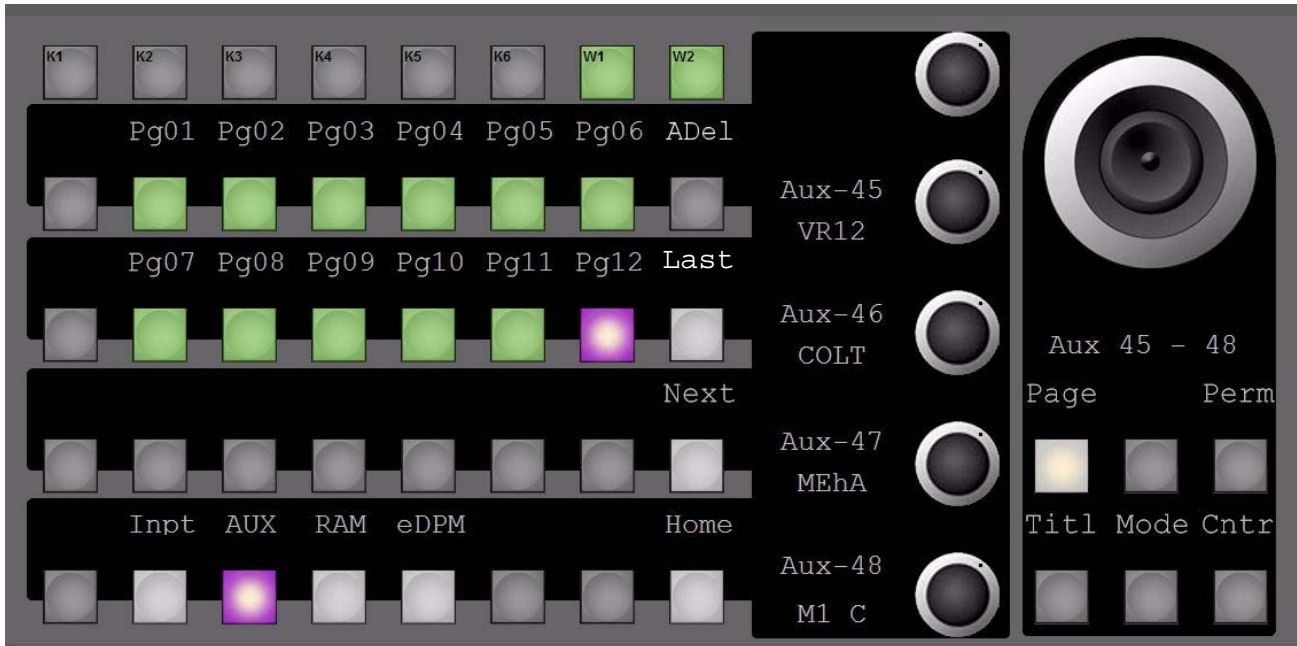 K1 K2 K3 K4 K5 K6 W1 W2
Pg01 Pg02 Pg03 Pg04 Pg05 Pg06 ADel
Pg07 Pg08 Pg09 Pg10 Pg11 Pg12 Last
Next
Inpt AUX RAM eDPM Home
Aux-45
VR12
Aux-46
COLT
Aux-47
MEhA
Aux-48
M1 C
Aux 45 - 48
Page Perm
Titl Mode Cntr